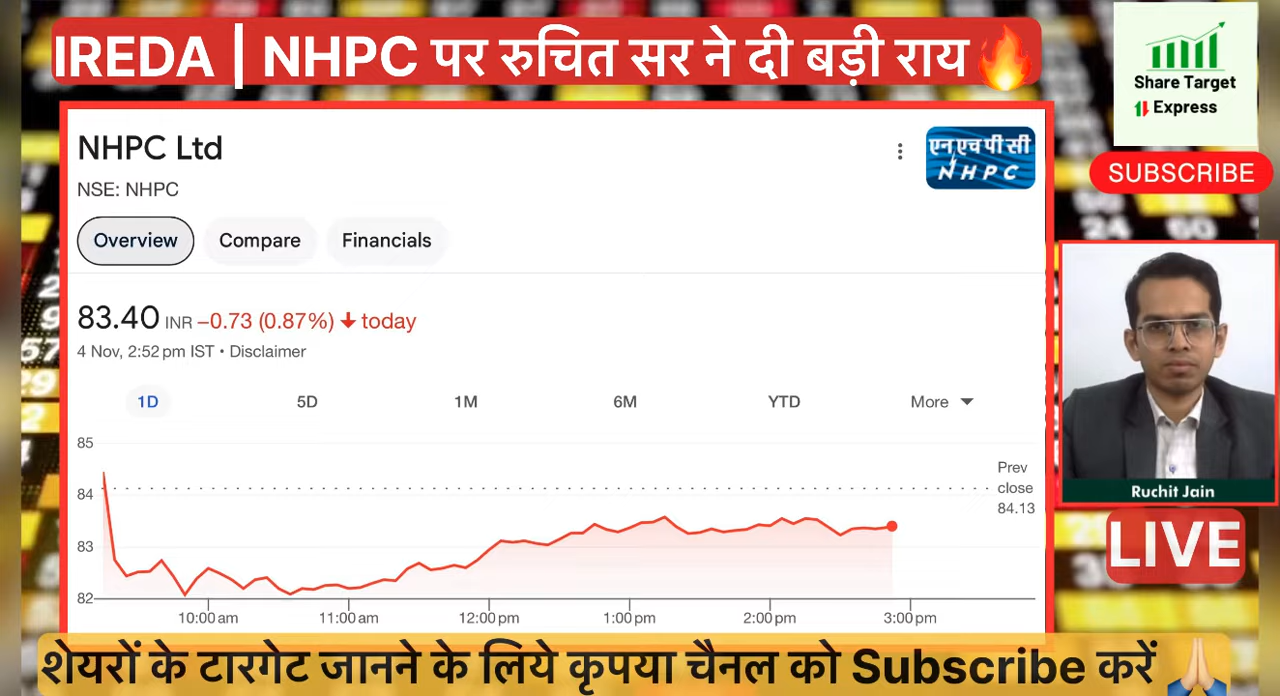 IREDA | NHPC पर रुचित सर ने दी बड़ी राय🔥
Share Target
Express
SUBSCRIBE
NHPC Ltd
एन एच पी सी
NHPC
NSE: NHPC
Overview
Compare
Financials
83.40 INR −0.73 (0.87%) ↓ today
4 Nov, 2:52 pm IST • Disclaimer
1D 5D 1M 6M YTD More
85
84
83
82
Prev
close
84.13
10:00 am 11:00 am 12:00 pm 1:00 pm 2:00 pm 3:00 pm
Ruchit Jain
LIVE
शेयरों के टारगेट जानने के लिये कृपया चैनल को Subscribe करें 🙏